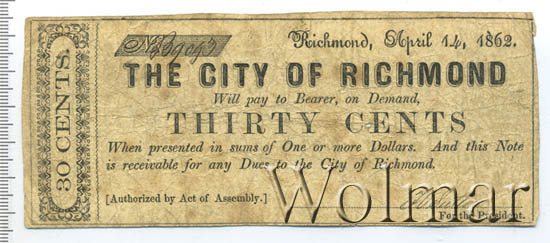 Richmond, April 14, 1862.
THE CITY OF RICHMOND
Will pay to Bearer, on Demand,
THIRTY CENTS
When presented in sums of One or more Dollars. And this Note
is receivable for any Dues to the City of Richmond.
[Authorized by Act of Assembly.]
For the President.
30 CENTS.
Wolmar